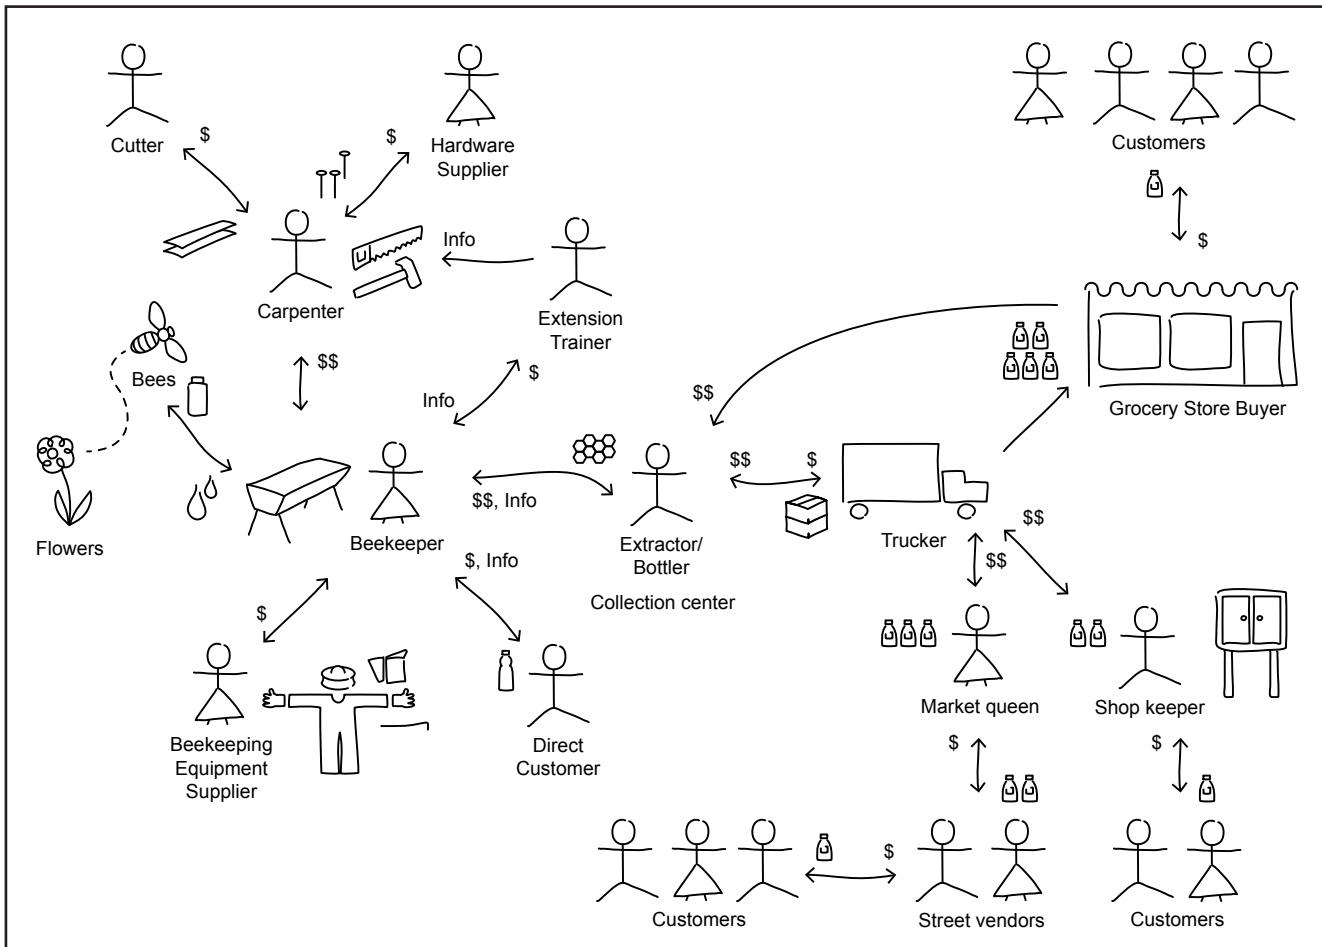 Customers
$
Cutter
$
$
Hardware
Supplier
$
Info
Carpenter
Extension
Trainer
$$
$
Bees
Info
$$
Grocery Store Buyer
$$
$
$$, Info
Flowers
Beekeeper
Extractor/
Bottler
Collection center
Trucker
$$
$$
$, Info
$
Market queen
Shop keeper
Beekeeping
Equipment
Supplier
Direct
Customer
$
$
$
Customers
Street vendors
Customers